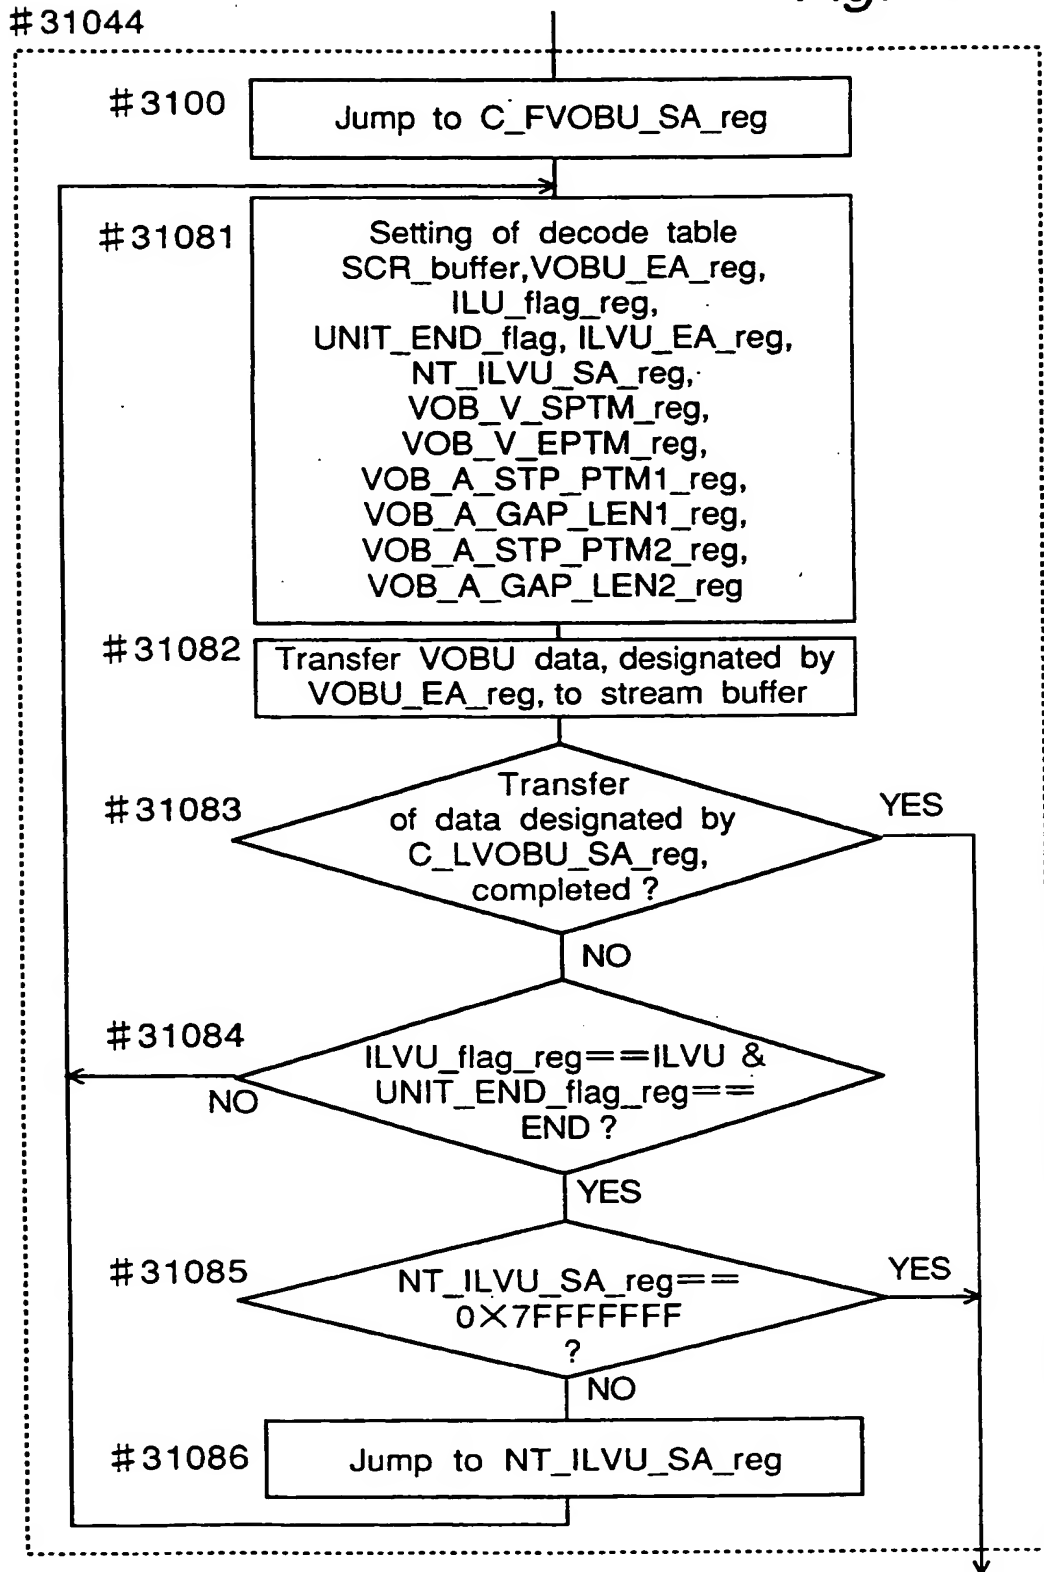 Fig.
#31044
#3100
Jump to C_FVOBU_SA_reg
#31081
Setting of decode table
SCR_buffer,VOBU_EA_reg,
ILU_flag_reg,
UNIT_END_flag, ILVU_EA_reg,
NT_ILVU_SA_reg,
VOB_V_SPTM_reg,
VOB_V_EPTM_reg,
VOB_A_STP_PTM1_reg,
VOB_A_GAP_LEN1_reg,
VOB_A_STP_PTM2_reg,
VOB_A_GAP_LEN2_reg
#31082
Transfer VOBU data, designated by
VOBU_EA_reg, to stream buffer
#31083
Transfer
of data designated by
C_LVOBU_SA_reg,
completed ?
YES
NO
#31084
ILVU_flag_reg==ILVU &
UNIT_END_flag_reg==
END ?
NO
YES
#31085
NT_ILVU_SA_reg==
0×7FFFFFFF
?
YES
NO
#31086
Jump to NT_ILVU_SA_reg